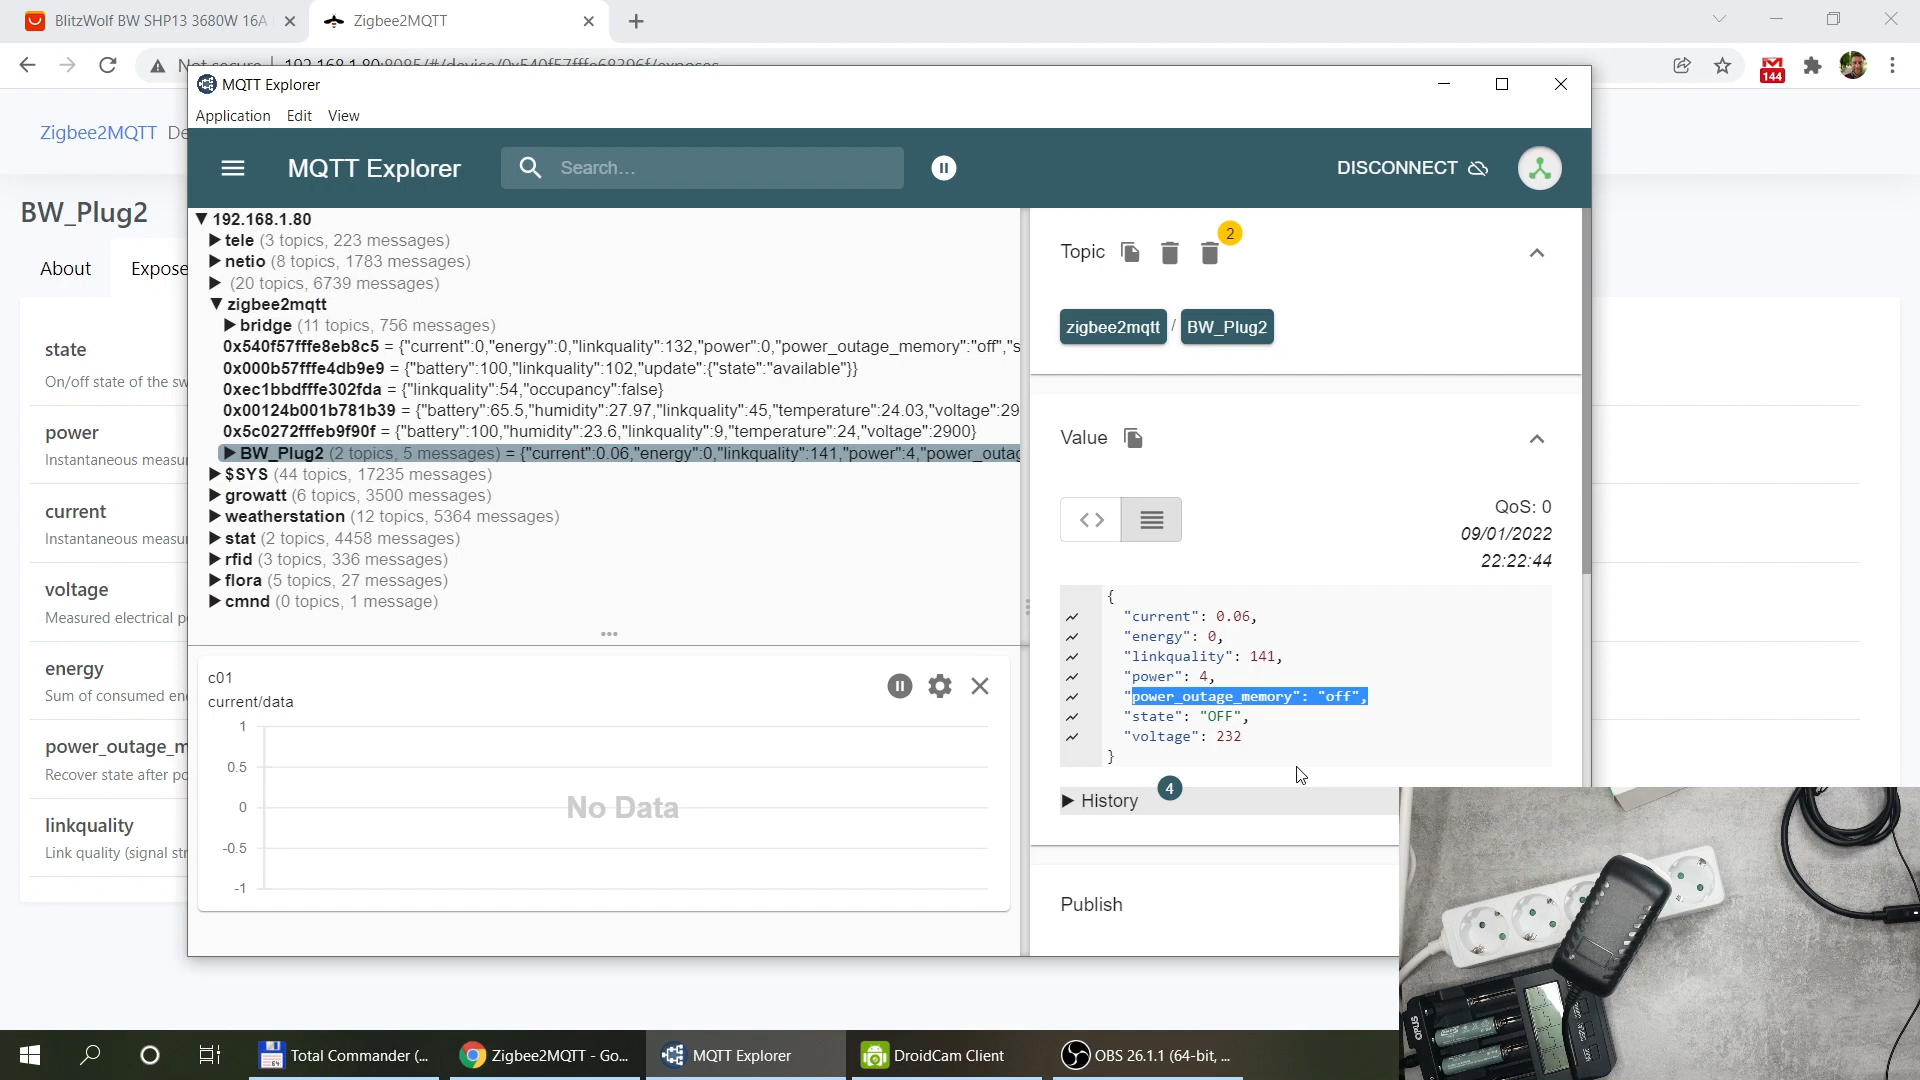 BlitzWolf BW SHP13 3680W 16A
Zigbee2MQTT
192.168.1.80:8085/#/device/0x540f57fffe68396f/exposes
144
MQTT Explorer
Application Edit View
Zigbee2MQTT De
MQTT Explorer
Search...
DISCONNECT
BW_Plug2
About Expose
state
On/off state of the sw
power
Instantaneous measu
current
Instantaneous measu
voltage
Measured electrical p
energy
Sum of consumed en
power_outage_m
Recover state after po
linkquality
Link quality (signal str
▼ 192.168.1.80
▶ tele (3 topics, 223 messages)
▶ netio (8 topics, 1783 messages)
▶ (20 topics, 6739 messages)
▼ zigbee2mqtt
▶ bridge (11 topics, 756 messages)
0x540f57fffe8eb8c5 = {"current":0,"energy":0,"linkquality":132,"power":0,"power_outage_memory":"off","s
0x000b57fffe4db9e9 = {"battery":100,"linkquality":102,"update":{"state":"available"}}
0xec1bbdfffe302fda = {"linkquality":54,"occupancy":false}
0x00124b001b781b39 = {"battery":65.5,"humidity":27.97,"linkquality":45,"temperature":24.03,"voltage":29
0x5c0272fffeb9f90f = {"battery":100,"humidity":23.6,"linkquality":9,"temperature":24,"voltage":2900}
▶ BW_Plug2 (2 topics, 5 messages) = {"current":0.06,"energy":0,"linkquality":141,"power":4,"power_outag
▶ $SYS (44 topics, 17235 messages)
▶ growatt (6 topics, 3500 messages)
▶ weatherstation (12 topics, 5364 messages)
▶ stat (2 topics, 4458 messages)
▶ rfid (3 topics, 336 messages)
▶ flora (5 topics, 27 messages)
▶ cmnd (0 topics, 1 message)
c01
current/data
1
0.5
0
-0.5
-1
No Data
Topic 2
zigbee2mqtt / BW_Plug2
Value
QoS: 0
09/01/2022
22:22:44
{
"current": 0.06,
"energy": 0,
"linkquality": 141,
"power": 4,
"power_outage_memory": "off",
"state": "OFF",
"voltage": 232
}
▶ History 4
Publish
OPUS
64
Total Commander (...
Zigbee2MQTT - Go...
MQTT Explorer
DroidCam Client
OBS 26.1.1 (64-bit, ...